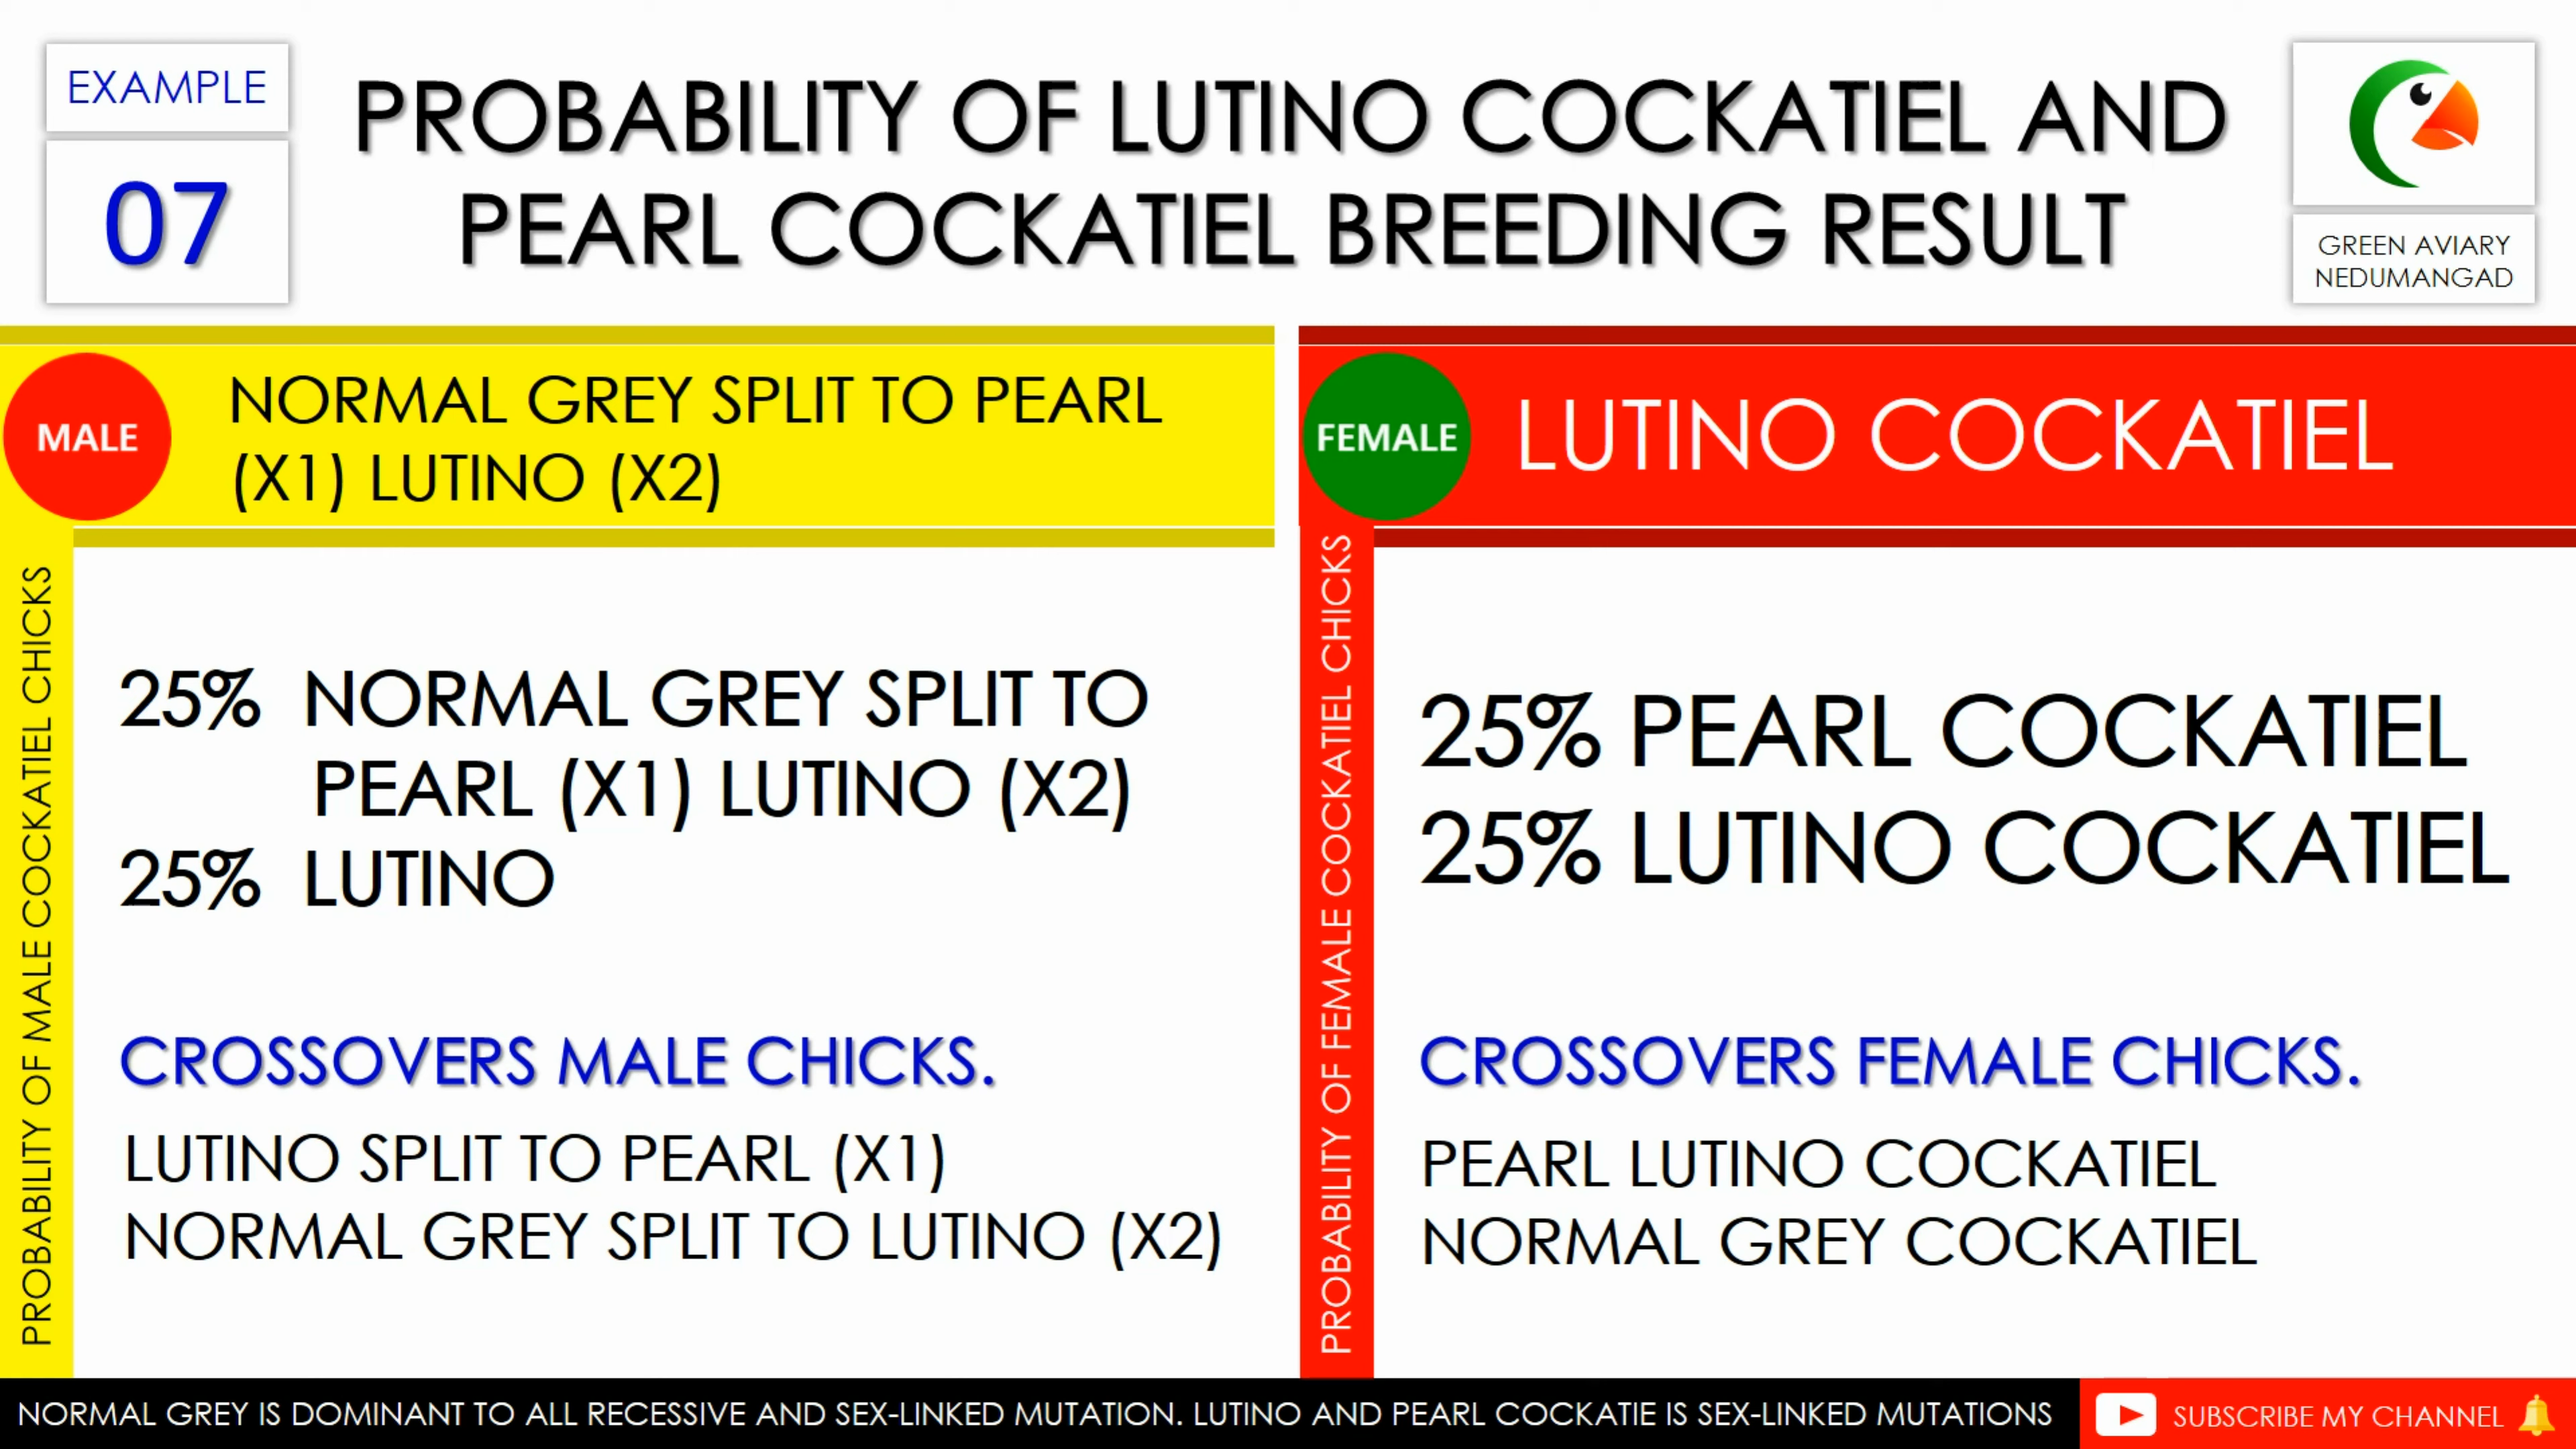 EXAMPLE
07
PROBABILITY OF LUTINO COCKATIEL AND
PEARL COCKATIEL BREEDING RESULT
GREEN AVIARY
NEDUMANGAD
MALE
NORMAL GREY SPLIT TO PEARL
(X1) LUTINO (X2)
FEMALE
LUTINO COCKATIEL
PROBABILITY OF MALE COCKATIEL CHICKS
25% NORMAL GREY SPLIT TO
PEARL (X1) LUTINO (X2)
25% LUTINO
CROSSOVERS MALE CHICKS.
LUTINO SPLIT TO PEARL (X1)
NORMAL GREY SPLIT TO LUTINO (X2)
PROBABILITY OF FEMALE COCKATIEL CHICKS
25% PEARL COCKATIEL
25% LUTINO COCKATIEL
CROSSOVERS FEMALE CHICKS.
PEARL LUTINO COCKATIEL
NORMAL GREY COCKATIEL
NORMAL GREY IS DOMINANT TO ALL RECESSIVE AND SEX-LINKED MUTATION. LUTINO AND PEARL COCKATIE IS SEX-LINKED MUTATIONS
SUBSCRIBE MY CHANNEL